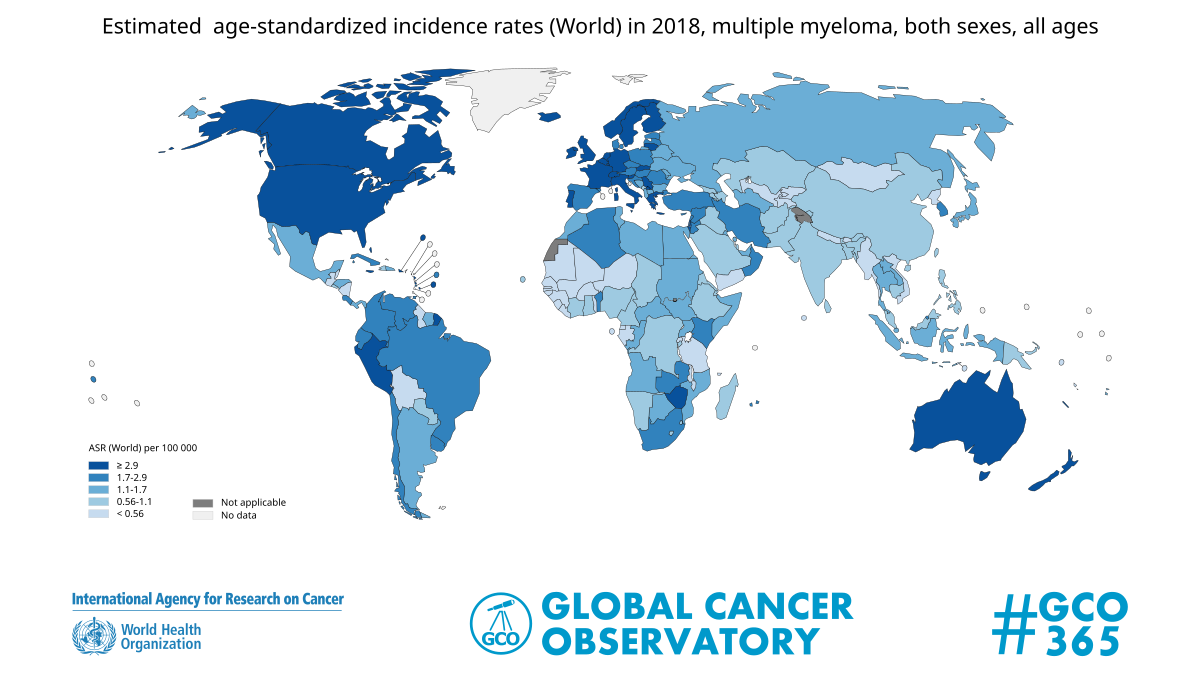 Estimated  age-standardized incidence rates (World) in 2018, multiple myeloma, both sexes, all ages
ASR (World) per 100 000
≥ 2.9
1.7-2.9
1.1-1.7
0.56-1.1
< 0.56
Not applicable
No data
International Agency for Research on Cancer
World Health
Organization
GCO
GLOBAL CANCER
OBSERVATORY
#GCO
365